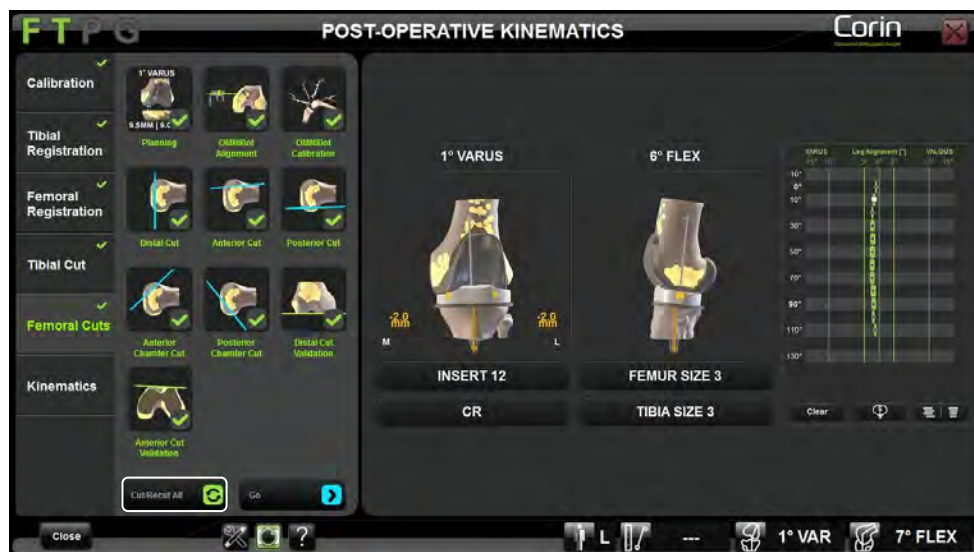 FTPG
POST-OPERATIVE KINEMATICS
Corin
Calibration
Tibial
Registration
Femoral
Registration
Tibial Cut
Femoral Cuts
Kinematics
1° VARUS
Planning
OMNIBot
Alignment
OMNIBot
Calibration
Distal Cut
Anterior Cut
Posterior Cut
Anterior
Chamfer Cut
Posterior
Chamfer Cut
Distal Cut
Validation
Anterior Cut
Validation
Cut/Recut All
Go
1° VARUS
6° FLEX
-2.0
mm
-2.0
mm
M
L
INSERT 12
FEMUR SIZE 3
CR
TIBIA SIZE 3
VARUS
Leg Alignment [°]
VALGUS
10°
0°
10°
30°
50°
70°
90°
110°
130°
Clear
Close
?
L
---
1° VAR
7° FLEX